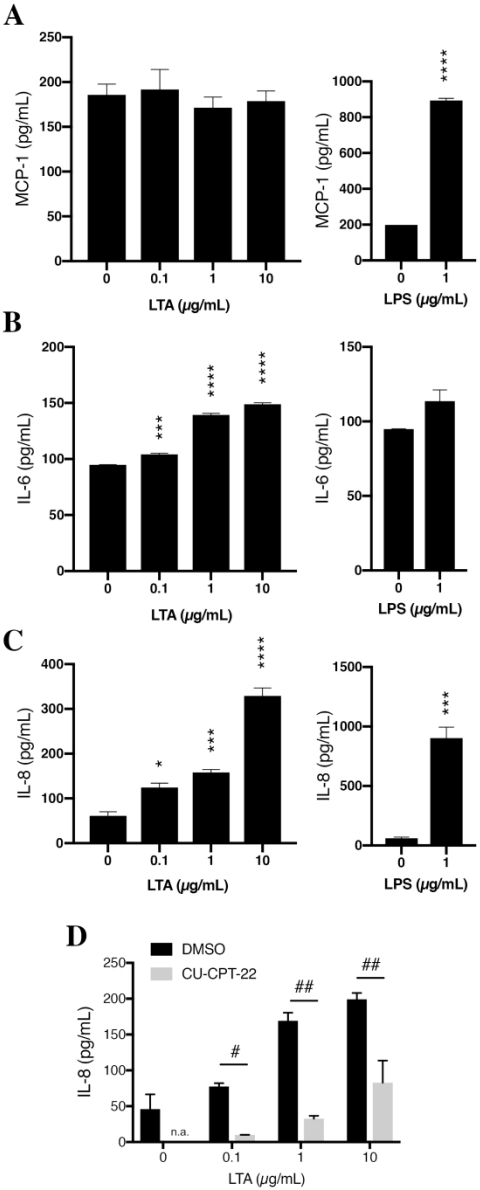 A
MCP-1 (pg/mL)
250
200
150
100
50
0
0 0.1 1 10
LTA (µg/mL)
MCP-1 (pg/mL)
1000
800
600
400
200
0
****
0 1
LPS (µg/mL)
B
IL-6 (pg/mL)
200
150
100
50
0
***
****
****
0 0.1 1 10
LTA (µg/mL)
IL-6 (pg/mL)
150
100
50
0
0 1
LPS (µg/mL)
C
IL-8 (pg/mL)
400
300
200
100
0
*
***
****
0 0.1 1 10
LTA (µg/mL)
IL-8 (pg/mL)
1500
1000
500
0
***
0 1
LPS (µg/mL)
D
DMSO
CU-CPT-22
IL-8 (pg/mL)
250
200
150
100
50
0
n.a.
#
##
##
0 0.1 1 10
LTA (µg/mL)